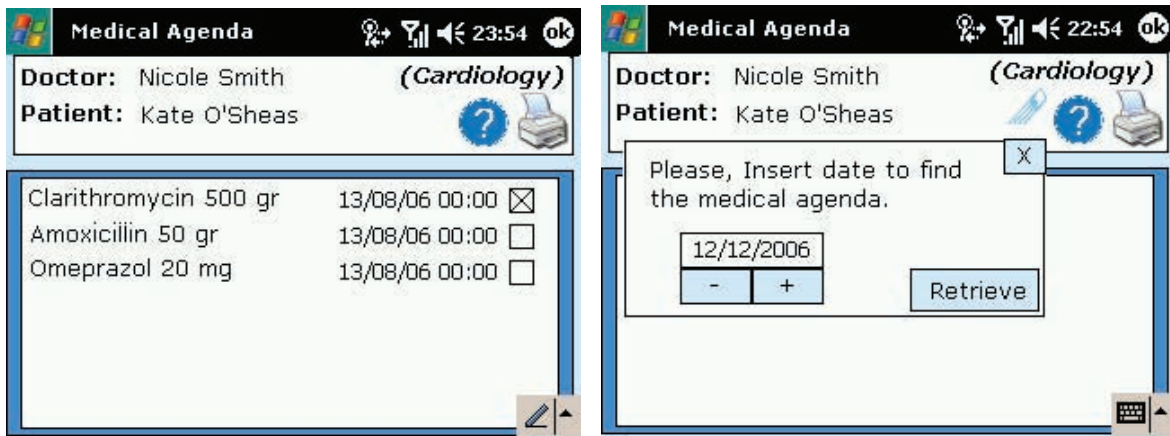 Medical Agenda 23:54 ok
Doctor: Nicole Smith (Cardiology)
Patient: Kate O'Sheas
?
Clarithromycin 500 gr 13/08/06 00:00
Amoxicillin 50 gr 13/08/06 00:00
Omeprazol 20 mg 13/08/06 00:00
Medical Agenda 22:54 ok
Doctor: Nicole Smith (Cardiology)
Patient: Kate O'Sheas
?
X
Please, Insert date to find
the medical agenda.
12/12/2006
- +
Retrieve